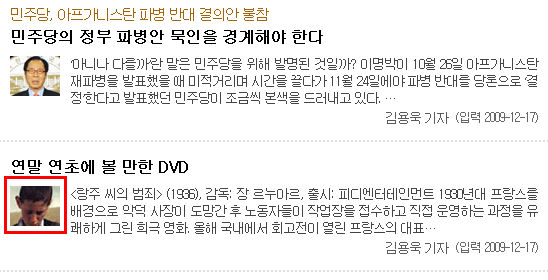 민주당, 아프가니스탄 파병 반대 결의안 불참
민주당의 정부 파병안 묵인을 경계해야 한다
‘아니나 다를까’란 말은 민주당을 위해 발명된 것일까? 이명박이 10월 26일 아프가니스탄
재파병을 발표했을 때 미적거리며 시간을 끌다가 11월 24일에야 파병 반대를 당론으로 ‘결
정한다’고 발표했던 민주당이 조금씩 본색을 드러내고 있다. …
김용욱 기자 (입력 2009-12-17)
연말 연초에 볼 만한 DVD
<랑주 씨의 범죄> (1936), 감독: 장 르누아르, 출시: 피디엔터테인먼트 1930년대 프랑스를
배경으로 악덕 사장이 도망간 후 노동자들이 작업장을 접수하고 직접 운영하는 과정을 유
쾌하게 그린 희극 영화. 올해 국내에서 회고전이 열린 프랑스의 대표…
김용욱 기자 (입력 2009-12-17)